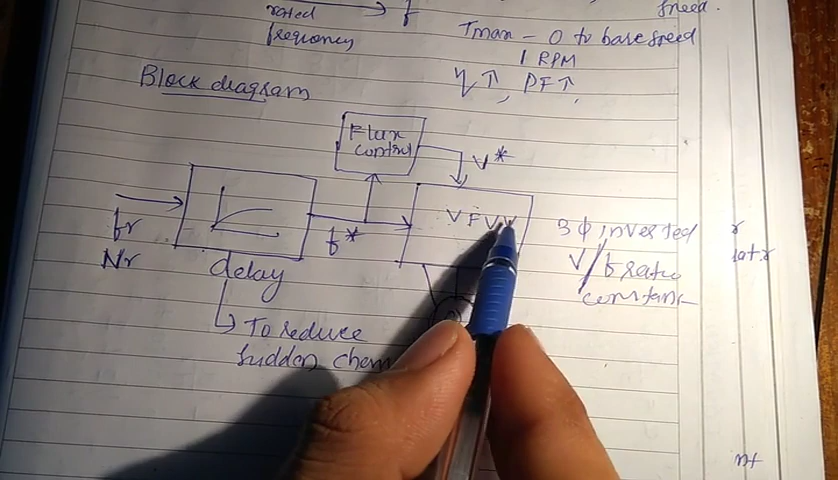 rated
frequency
f
speed.
Tmax - 0 to base speed
1 RPM
η↑, PF↑,
Block diagram
Flux
control
V*
VFVV
fr
Nr
f*
delay
To reduce
sudden
3ϕ inverted
V/f ratio
constant